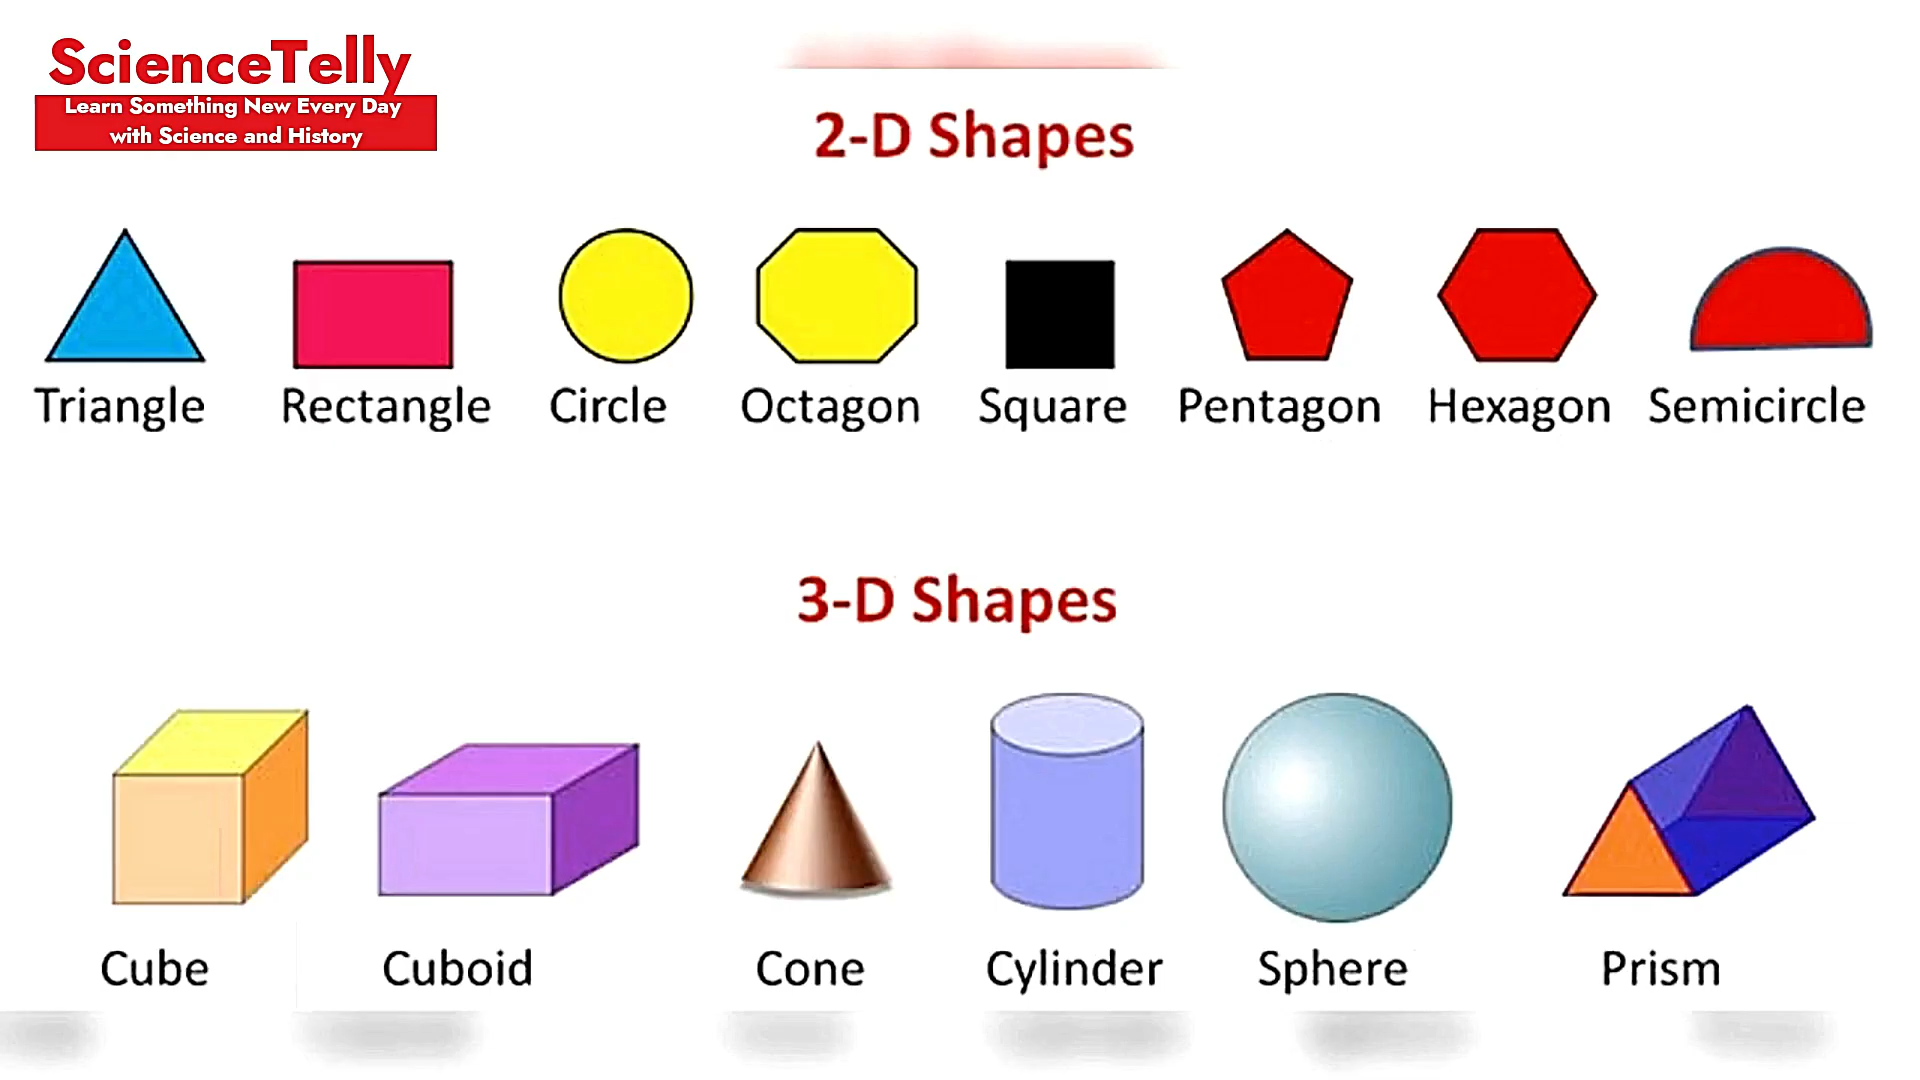 ScienceTelly
Learn Something New Every Day
with Science and History
2-D Shapes
Triangle Rectangle Circle Octagon Square Pentagon Hexagon Semicircle
3-D Shapes
Cube Cuboid Cone Cylinder Sphere Prism